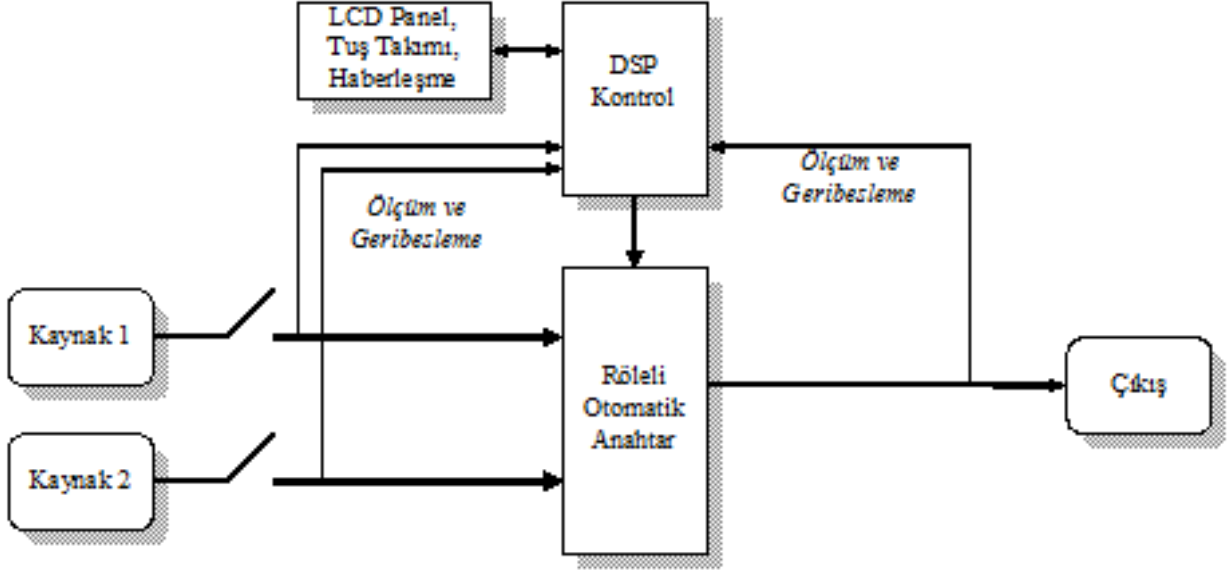 LCD Panel,
Tuş Takımı,
Haberleşme
DSP
Kontrol
Ölçüm ve
Geribesleme
Ölçüm ve
Geribesleme
Kaynak 1
Röleli
Otomatik
Anahtar
Çıkış
Kaynak 2